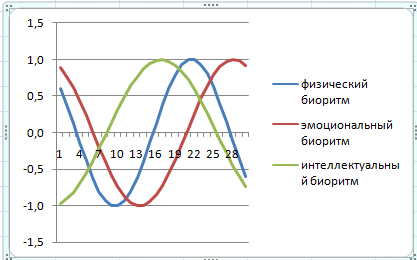 1,5
1,0
0,5
0,0
-0,5
-1,0
-1,5
1 4 7 10 13 16 19 22 25 28
физический
биоритм
эмоциональный
биоритм
интеллектуальны
й биоритм